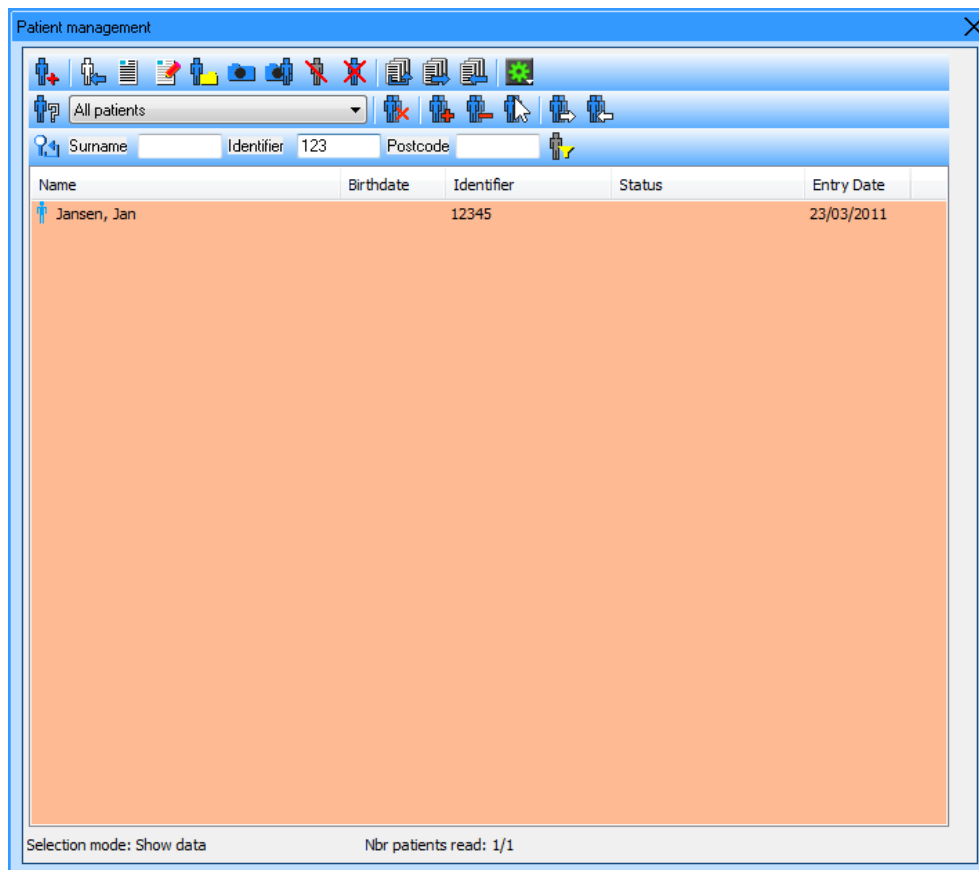 Patient management
All patients
Surname Identifier 123 Postcode
Name Birthdate Identifier Status Entry Date
Jansen, Jan 12345 23/03/2011
Selection mode: Show data Nbr patients read: 1/1